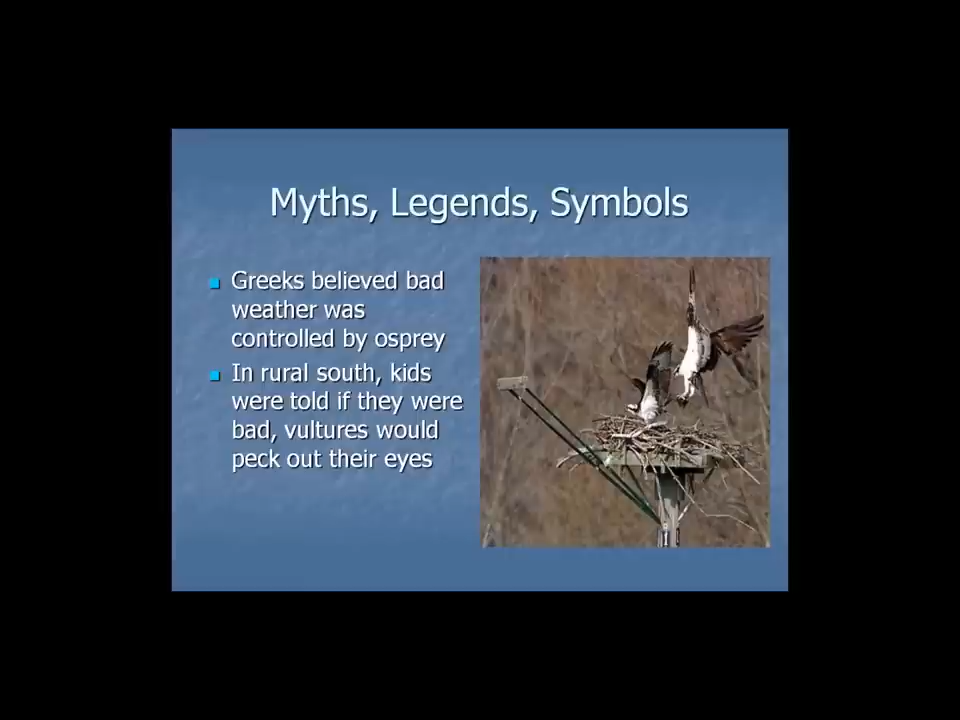 Myths, Legends, Symbols
Greeks believed bad
weather was
controlled by osprey
In rural south, kids
were told if they were
bad, vultures would
peck out their eyes